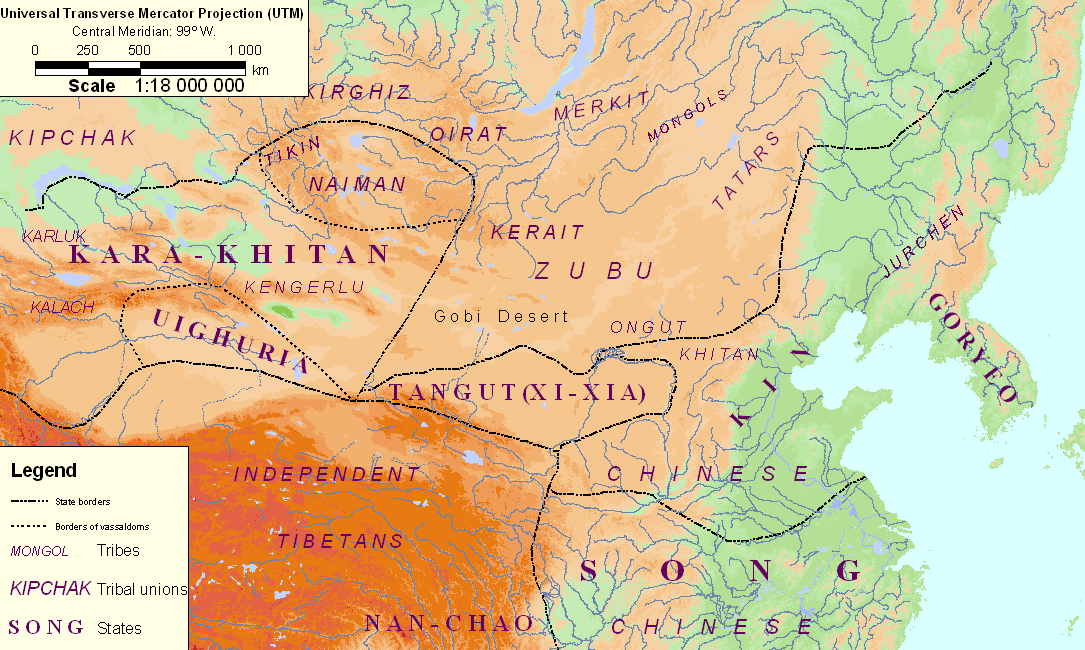 Universal Transverse Mercator Projection (UTM)
Central Meridian: 99° W.
0 250 500 1 000
km
Scale 1:18 000 000
KIRGHIZ
MERKIT
MONGOLS
KIPCHAK
OIRAT
TIKIN
TATARS
NAIMAN
KARLUK
KERAIT
JURCHEN
KARA-KHITAN
ZUBU
KENGERLU
KALACH
UIGHURIA
Gobi Desert
ONGUT
GORYEO
KHITAN
KIN
TANGUT(XI-XIA)
INDEPENDENT
CHINESE
TIBETANS
SONG
NAN-CHAO
CHINESE
Legend
State borders
Borders of vassaldoms
MONGOL Tribes
KIPCHAK Tribal unions
SONG States